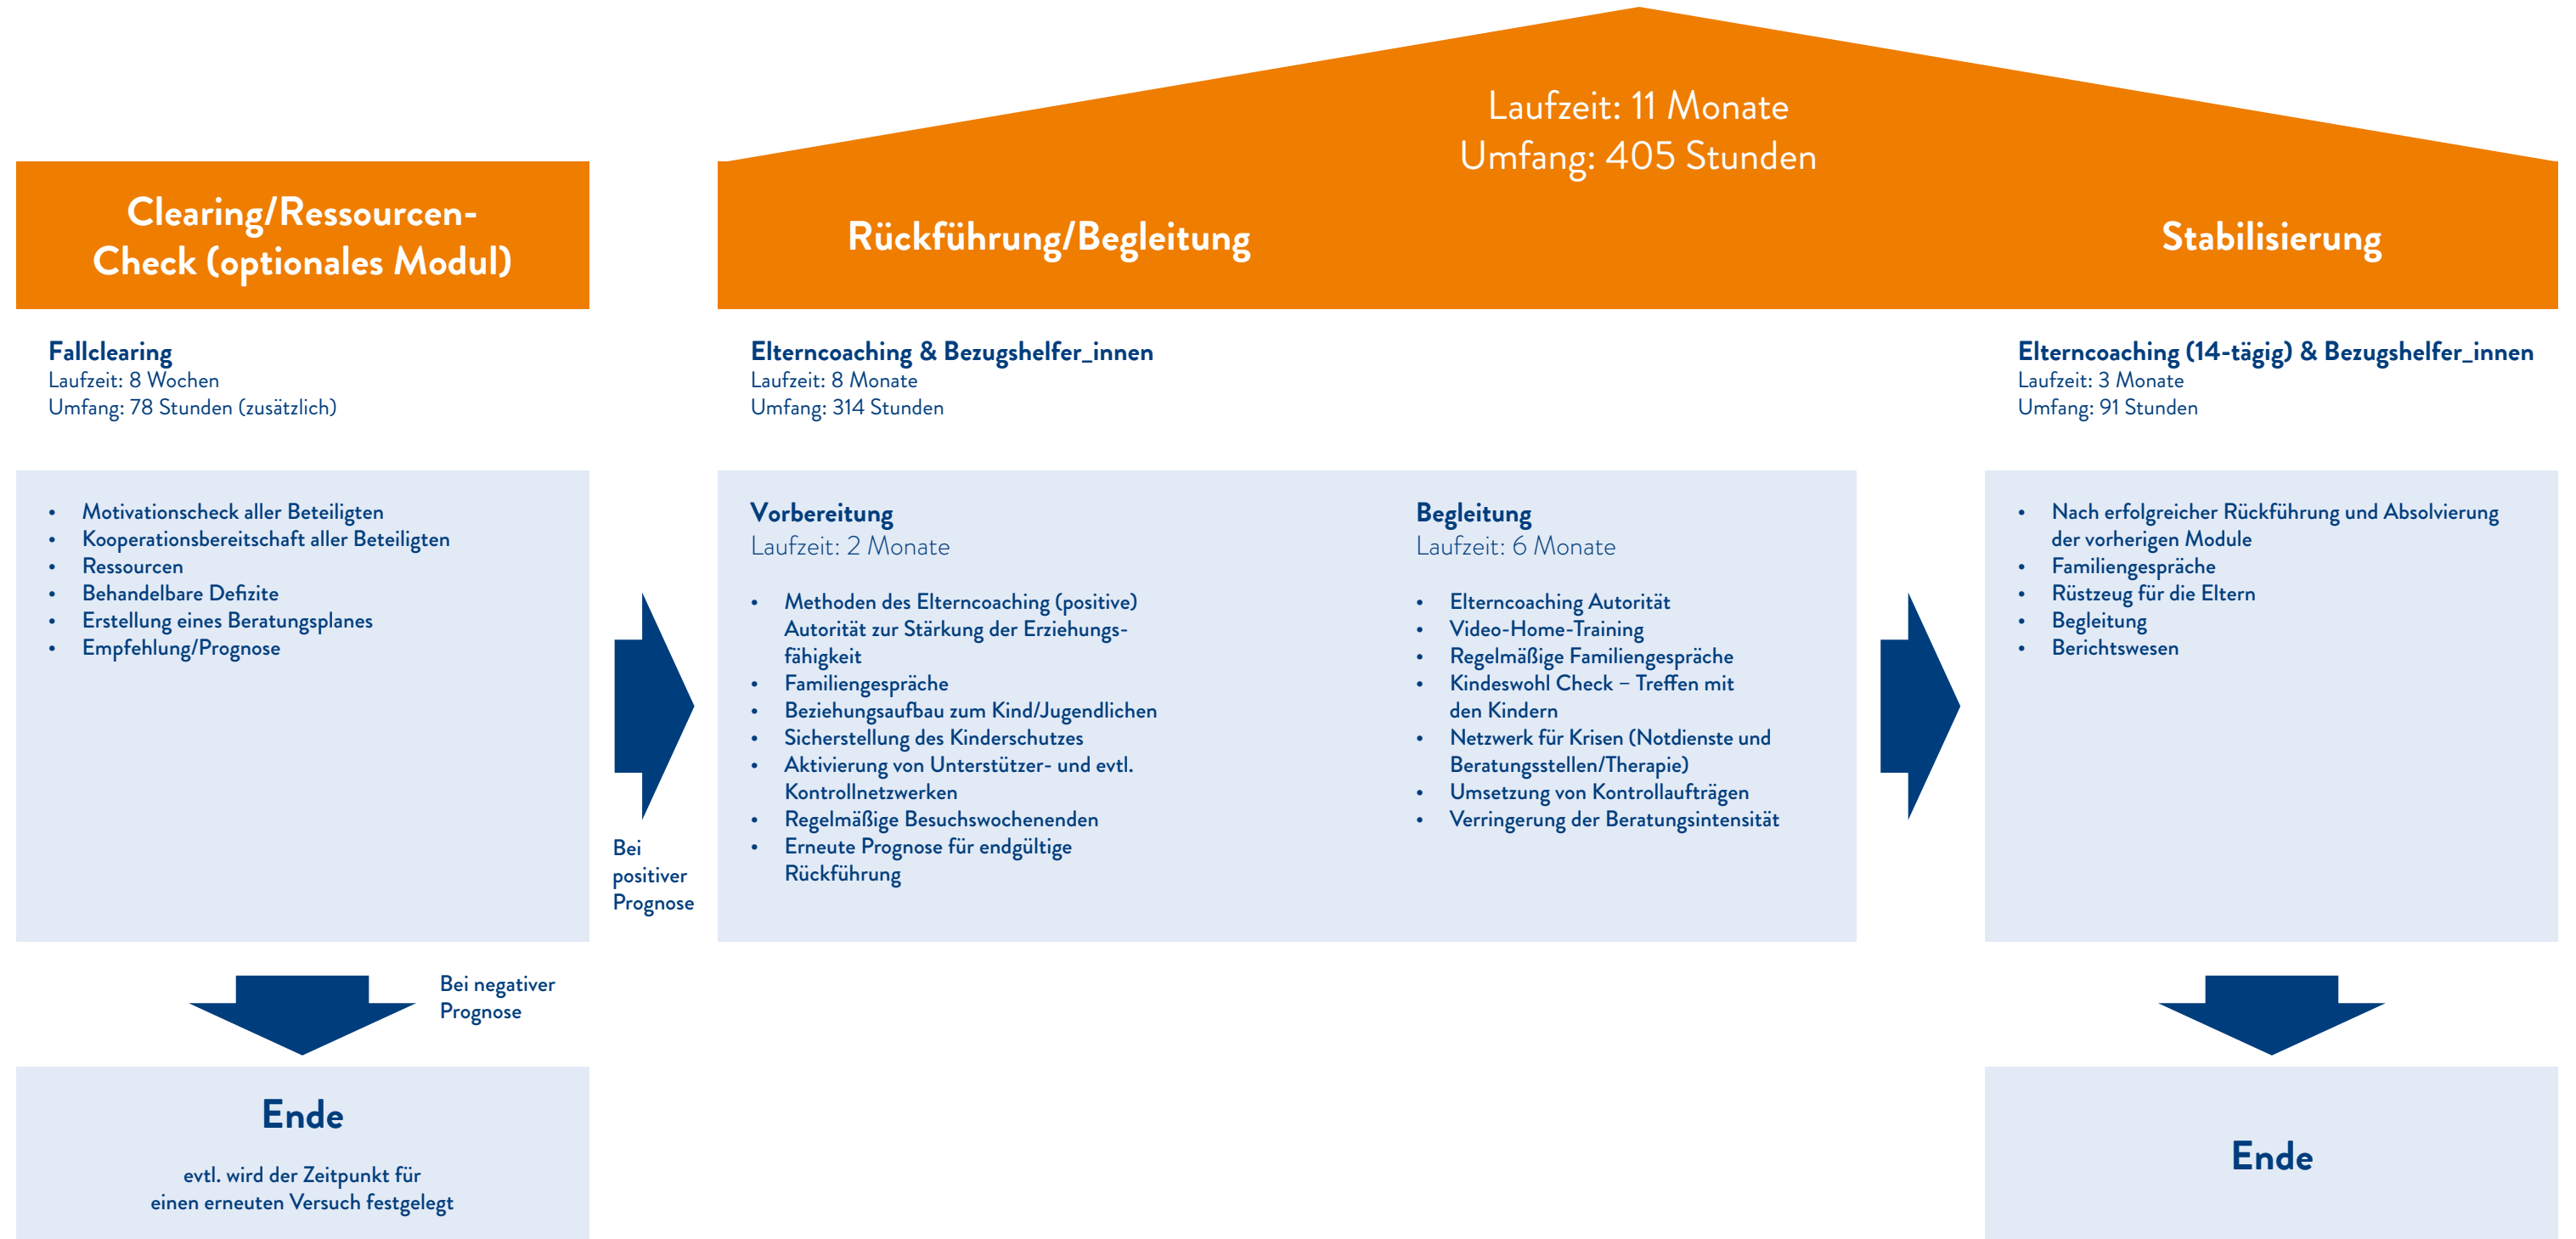 Laufzeit: 11 Monate
Umfang: 405 Stunden
Clearing/Ressourcen-
Check (optionales Modul)
Rückführung/Begleitung
Stabilisierung
Fallclearing
Laufzeit: 8 Wochen
Umfang: 78 Stunden (zusätzlich)
Elterncoaching & Bezugshelfer_innen
Laufzeit: 8 Monate
Umfang: 314 Stunden
Elterncoaching (14-tägig) & Bezugshelfer_innen
Laufzeit: 3 Monate
Umfang: 91 Stunden
• Motivationscheck aller Beteiligten
• Kooperationsbereitschaft aller Beteiligten
• Ressourcen
• Behandelbare Defizite
• Erstellung eines Beratungsplanes
• Empfehlung/Prognose
Bei
positiver
Prognose
Vorbereitung
Laufzeit: 2 Monate
• Methoden des Elterncoaching (positive)
Autorität zur Stärkung der Erziehungs-
fähigkeit
• Familiengespräche
• Beziehungsaufbau zum Kind/Jugendlichen
• Sicherstellung des Kinderschutzes
• Aktivierung von Unterstützer- und evtl.
Kontrollnetzwerken
• Regelmäßige Besuchswochenenden
• Erneute Prognose für endgültige
Rückführung
Begleitung
Laufzeit: 6 Monate
• Elterncoaching Autorität
• Video-Home-Training
• Regelmäßige Familiengespräche
• Kindeswohl Check – Treffen mit
den Kindern
• Netzwerk für Krisen (Notdienste und
Beratungsstellen/Therapie)
• Umsetzung von Kontrollaufträgen
• Verringerung der Beratungsintensität
• Nach erfolgreicher Rückführung und Absolvierung
der vorherigen Module
• Familiengespräche
• Rüstzeug für die Eltern
• Begleitung
• Berichtswesen
Bei negativer
Prognose
Ende
evtl. wird der Zeitpunkt für
einen erneuten Versuch festgelegt
Ende